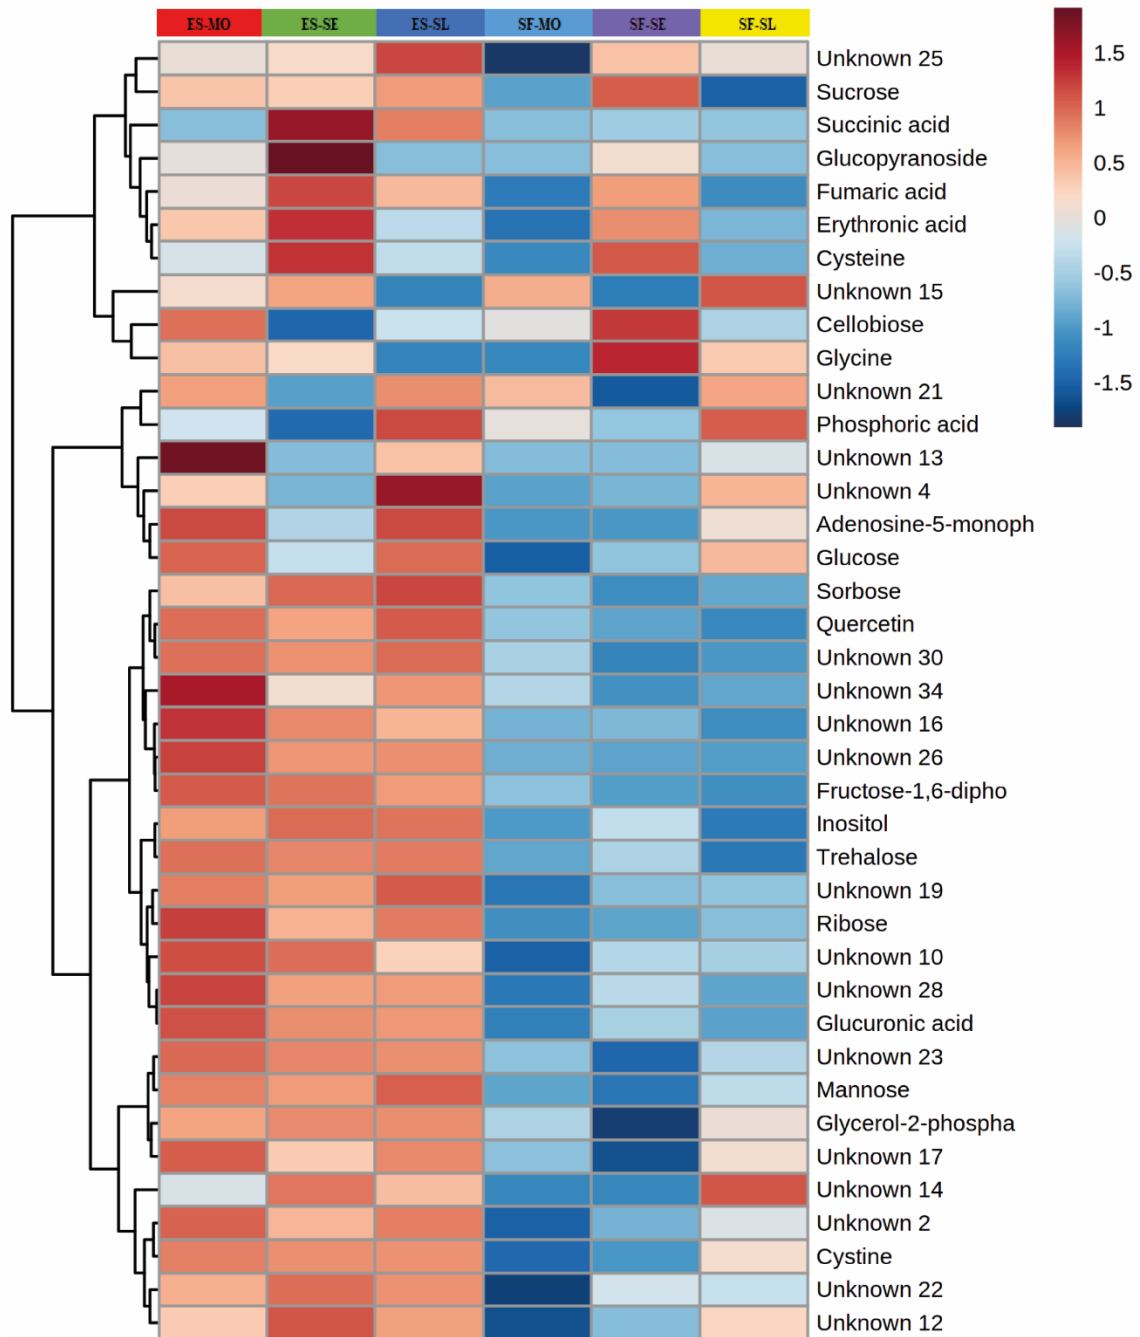 ES-MO ES-SE ES-SL SF-MO SF-SE SF-SL
Unknown 25
Sucrose
Succinic acid
Glucopyranoside
Fumaric acid
Erythronic acid
Cysteine
Unknown 15
Cellobiose
Glycine
Unknown 21
Phosphoric acid
Unknown 13
Unknown 4
Adenosine-5-monoph
Glucose
Sorbose
Quercetin
Unknown 30
Unknown 34
Unknown 16
Unknown 26
Fructose-1,6-dipho
Inositol
Trehalose
Unknown 19
Ribose
Unknown 10
Unknown 28
Glucuronic acid
Unknown 23
Mannose
Glycerol-2-phospha
Unknown 17
Unknown 14
Unknown 2
Cystine
Unknown 22
Unknown 12
1.5
1
0.5
0
-0.5
-1
-1.5